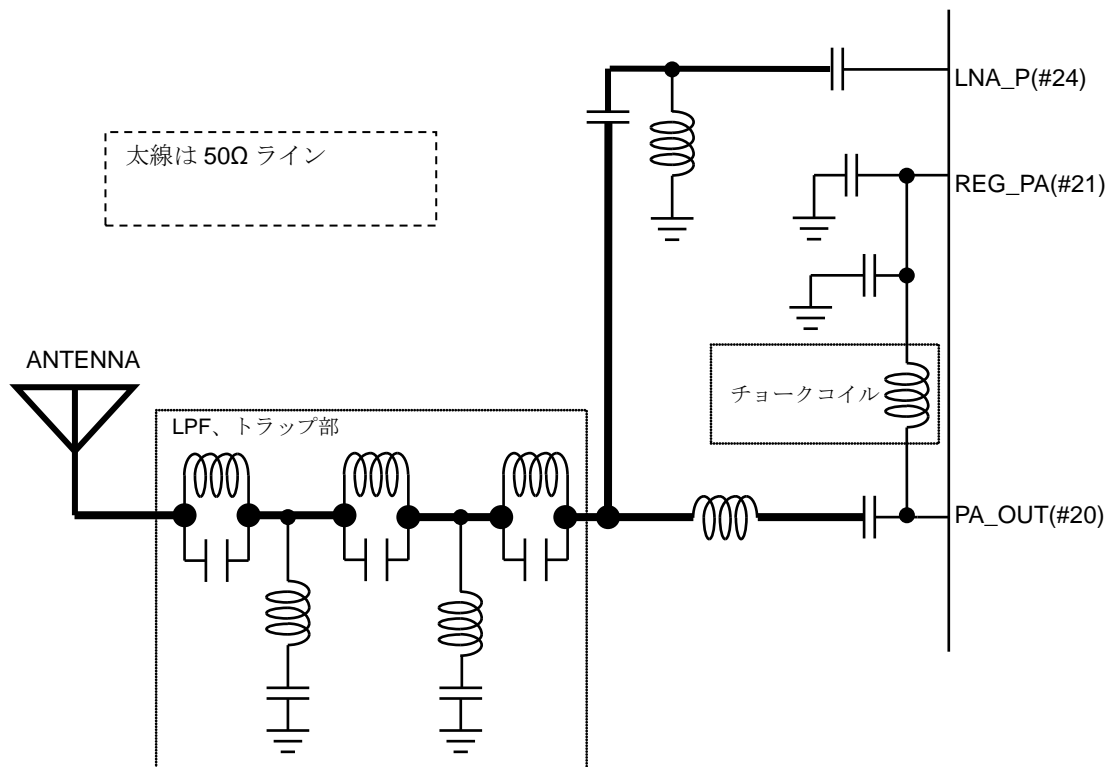 LNA_P(#24)
太線は 50Ω ライン
REG_PA(#21)
ANTENNA
チョークコイル
LPF、トラップ部
PA_OUT(#20)